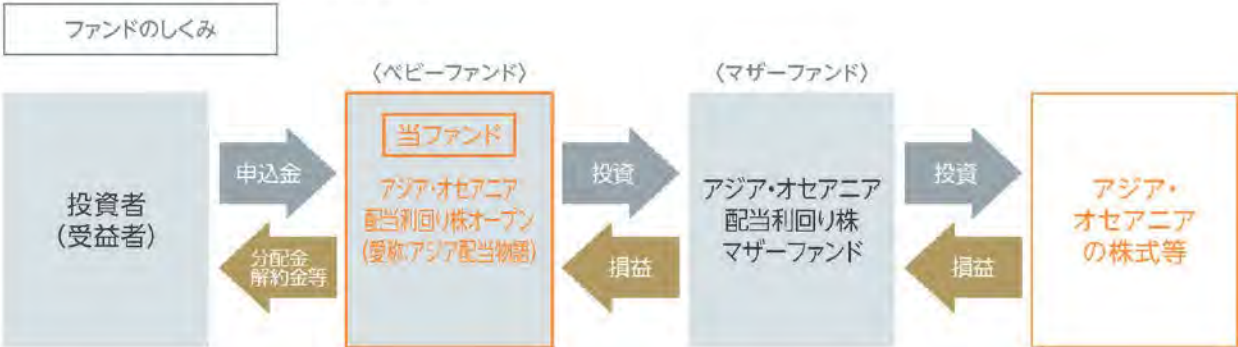 ファンドのしくみ
〈ベビーファンド〉
〈マザーファンド〉
投資者
(受益者)
申込金
分配金
解約金等
当ファンド
アジア・オセアニア
配当利回り株オープン
(愛称:アジア配当物語)
投資
損益
アジア・オセアニア
配当利回り株
マザーファンド
投資
損益
アジア・
オセアニア
の株式等